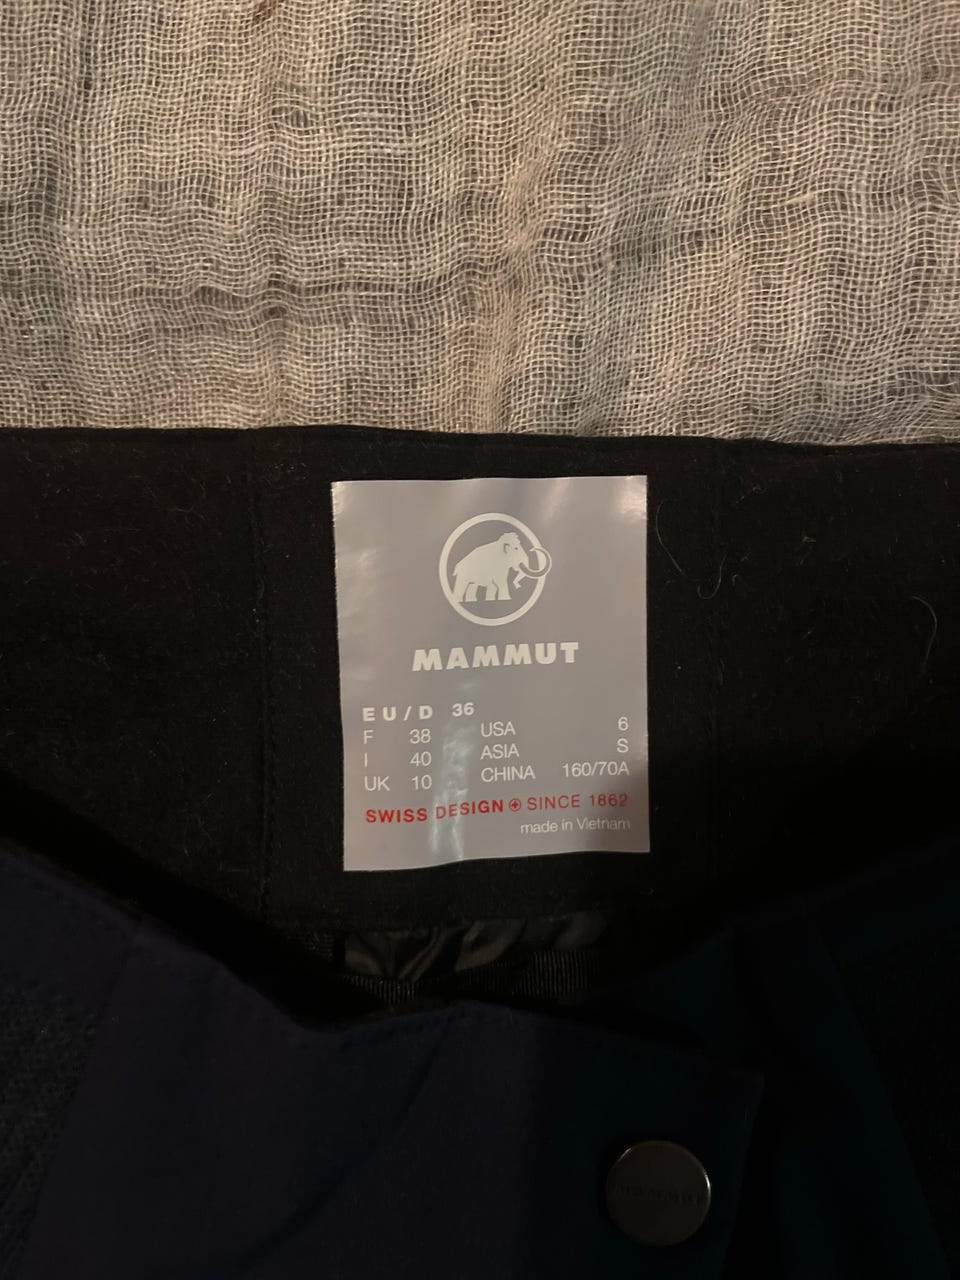 MAMMUT
EU/D 36
F 38 USA 6
I 40 ASIA S
UK 10 CHINA 160/70A
SWISS DESIGN SINCE 1862
made in Vietnam